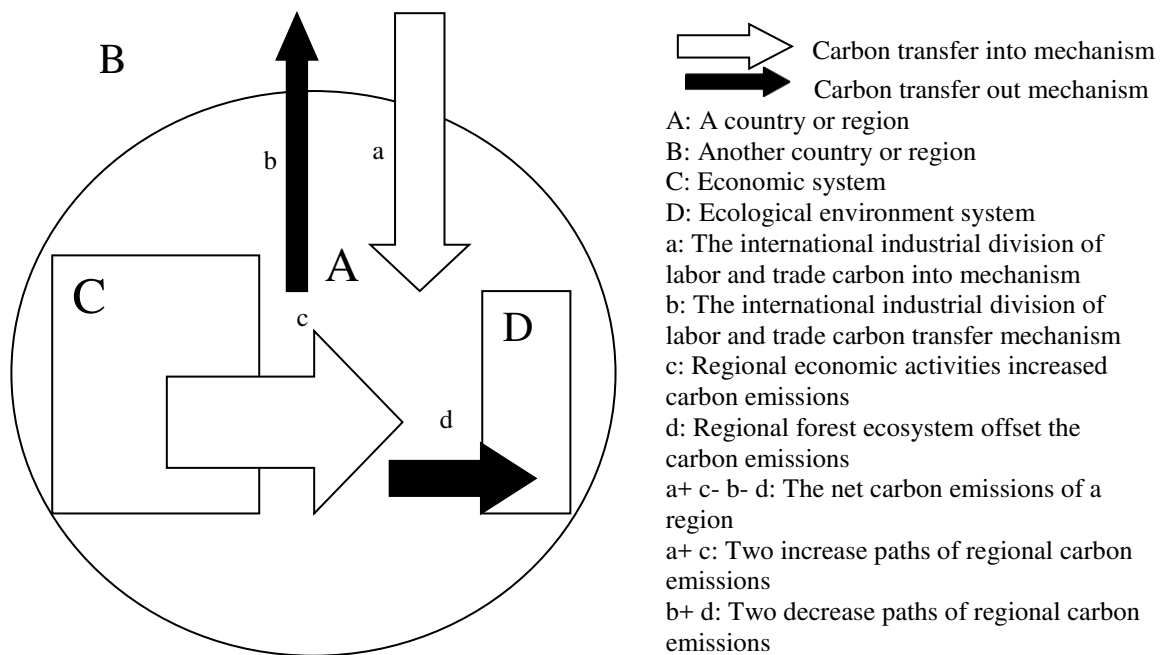 B
b
a
A
C
c
D
d
Carbon transfer into mechanism
Carbon transfer out mechanism
A: A country or region
B: Another country or region
C: Economic system
D: Ecological environment system
a: The international industrial division of
labor and trade carbon into mechanism
b: The international industrial division of
labor and trade carbon transfer mechanism
c: Regional economic activities increased
carbon emissions
d: Regional forest ecosystem offset the
carbon emissions
a+ c- b- d: The net carbon emissions of a
region
a+ c: Two increase paths of regional carbon
emissions
b+ d: Two decrease paths of regional carbon
emissions